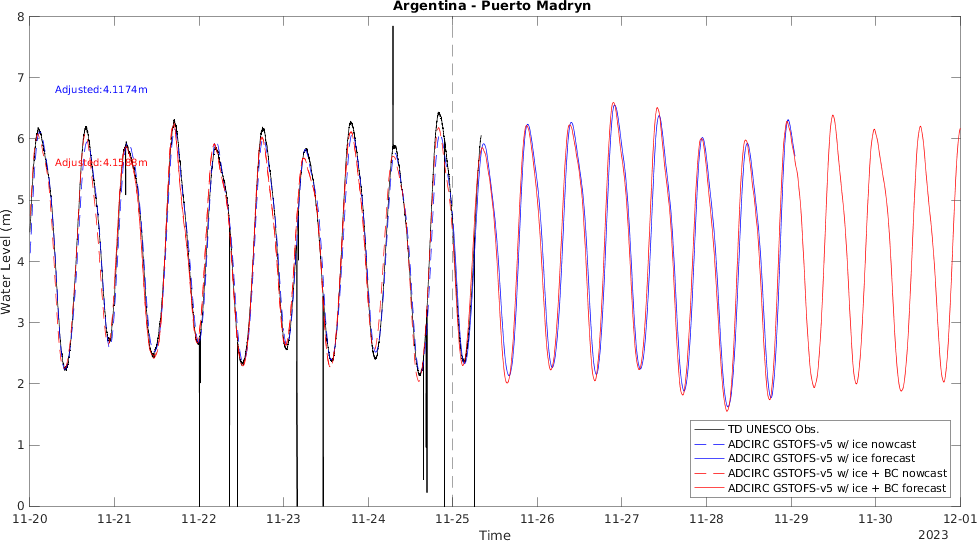 Argentina - Puerto Madryn
8
7
Adjusted:4.1174m
6
Adjusted:4.1583m
5
Water Level (m)
4
3
2
1
0
TD UNESCO Obs.
ADCIRC GSTOFS-v5 w/ ice nowcast
ADCIRC GSTOFS-v5 w/ ice forecast
ADCIRC GSTOFS-v5 w/ ice + BC nowcast
ADCIRC GSTOFS-v5 w/ ice + BC forecast
11-20 11-21 11-22 11-23 11-24 11-25 11-26 11-27 11-28 11-29 11-30 12-01
Time
2023